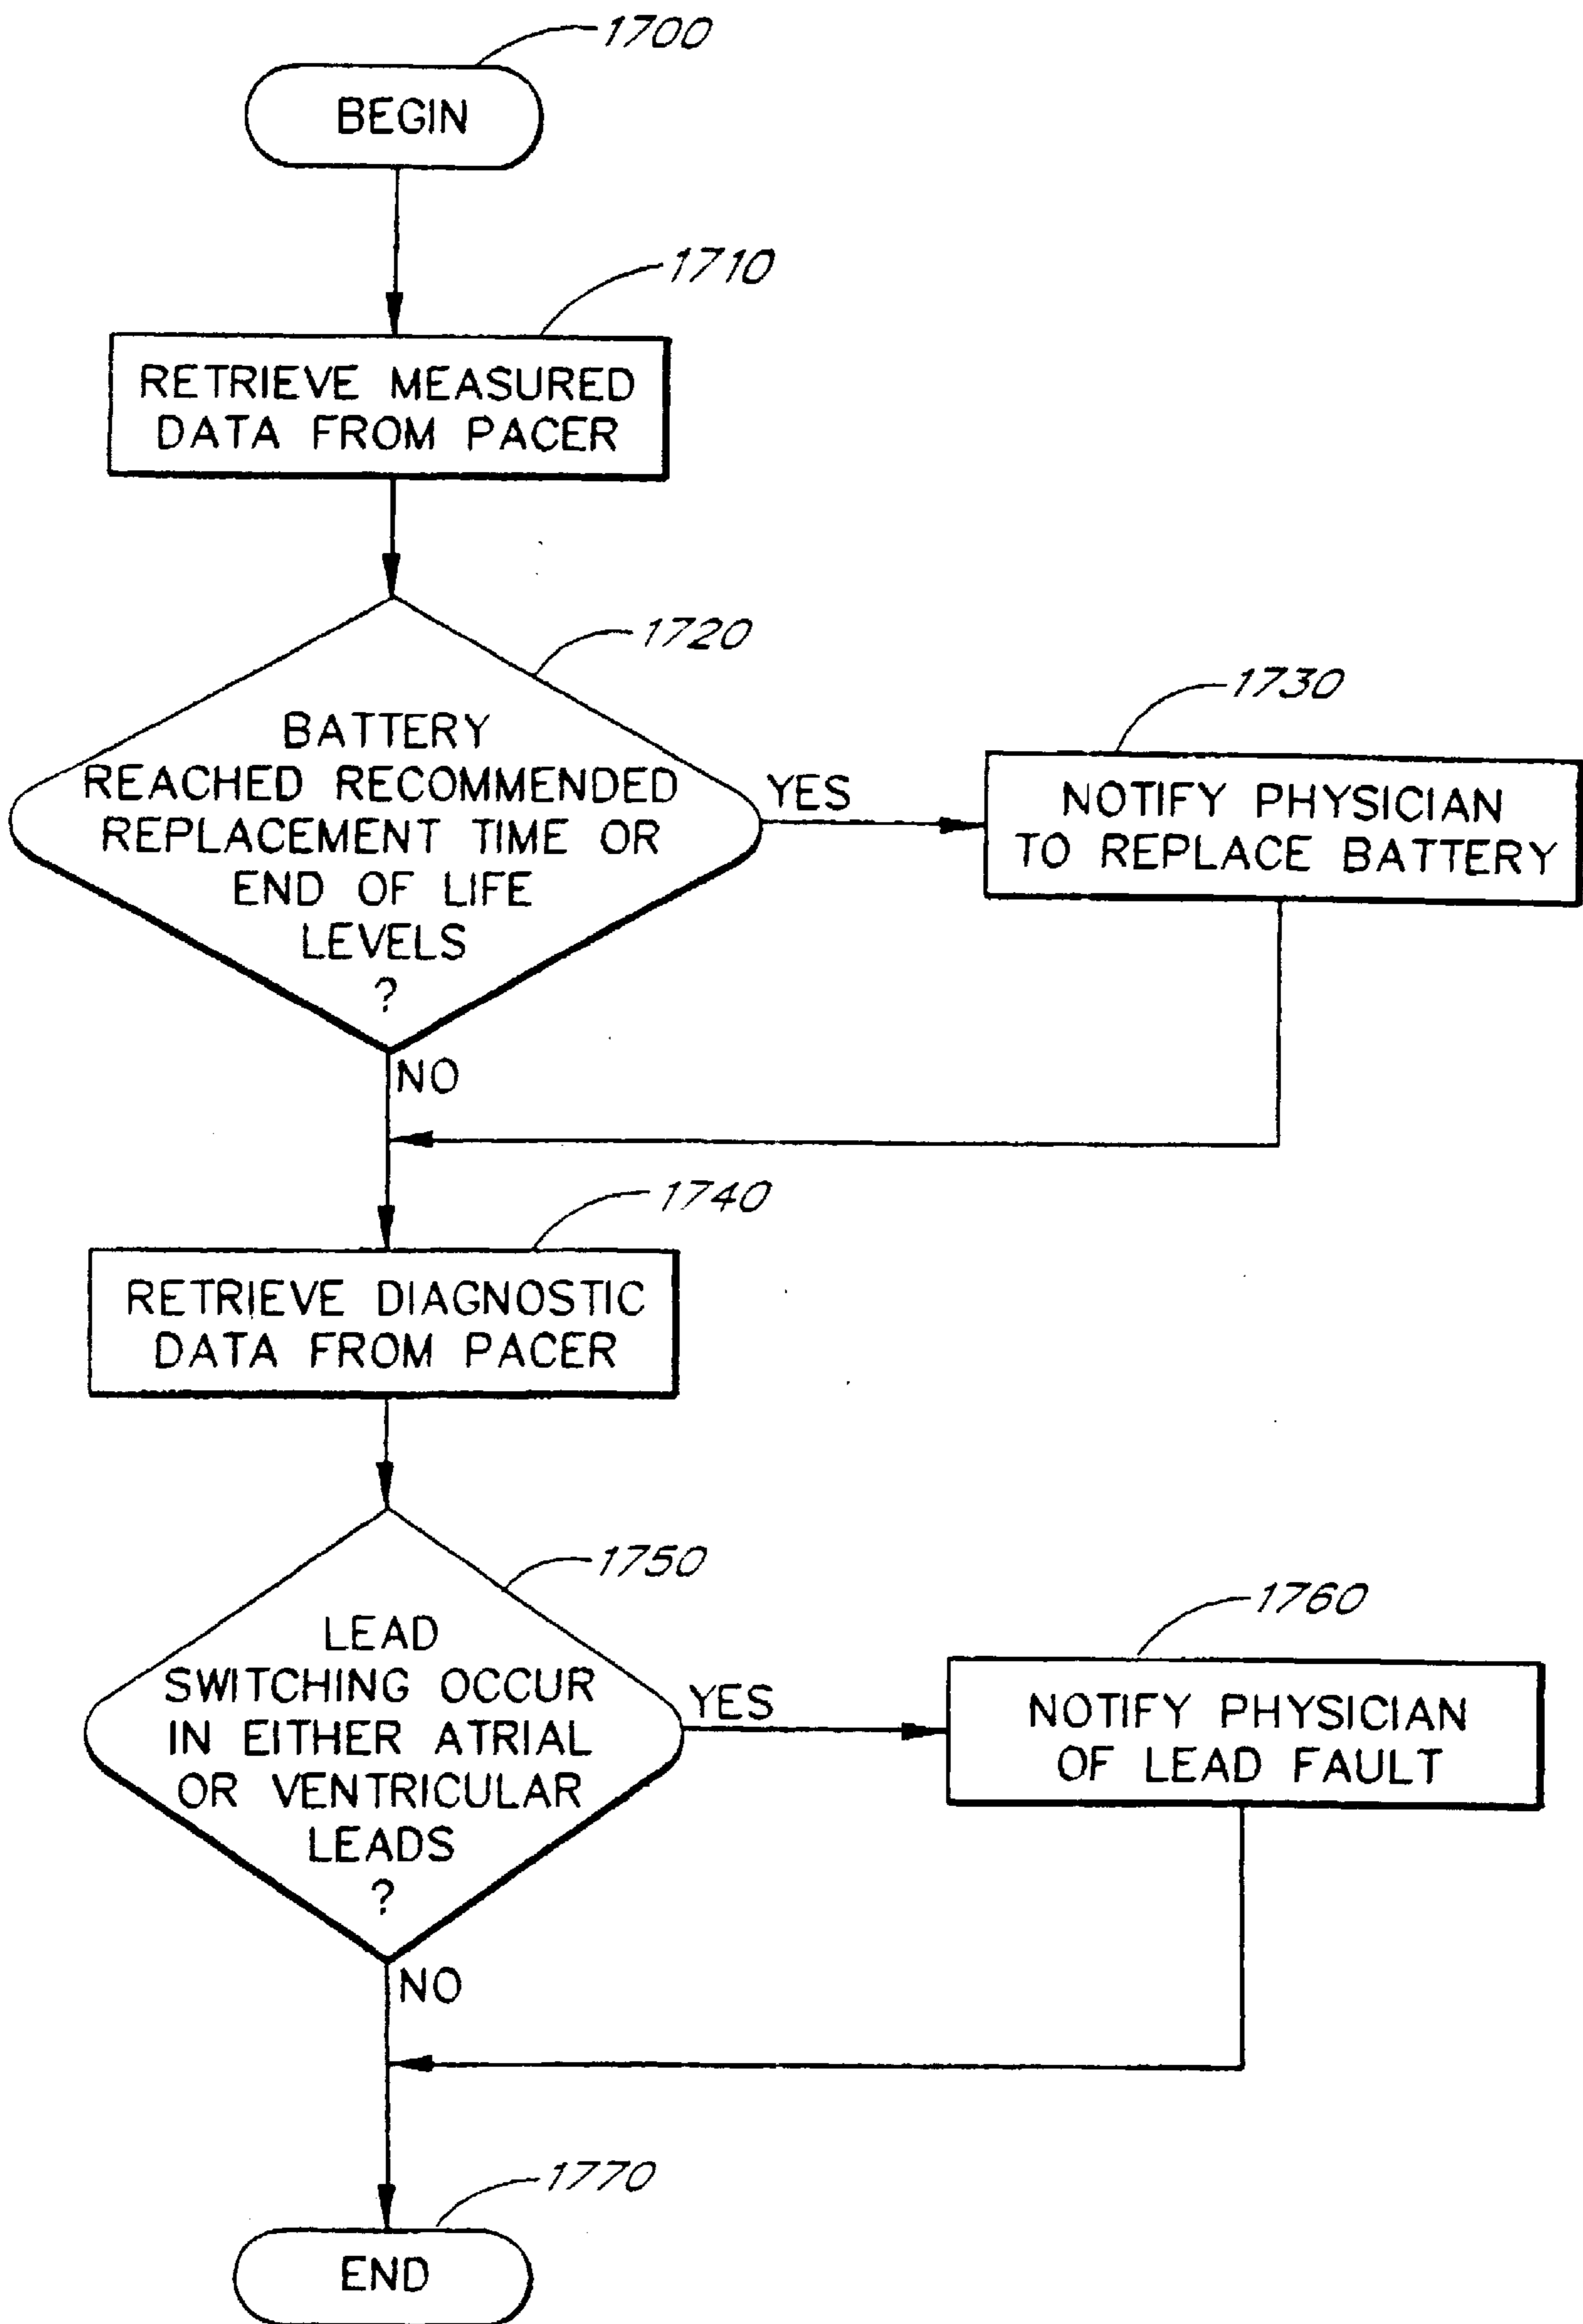 1700
BEGIN
1710
RETRIEVE MEASURED
DATA FROM PACER
1720
BATTERY
REACHED RECOMMENDED
REPLACEMENT TIME OR
END OF LIFE
LEVELS
?
YES
1730
NOTIFY PHYSICIAN
TO REPLACE BATTERY
NO
1740
RETRIEVE DIAGNOSTIC
DATA FROM PACER
1750
LEAD
SWITCHING OCCUR
IN EITHER ATRIAL
OR VENTRICULAR
LEADS
?
YES
1760
NOTIFY PHYSICIAN
OF LEAD FAULT
NO
1770
END